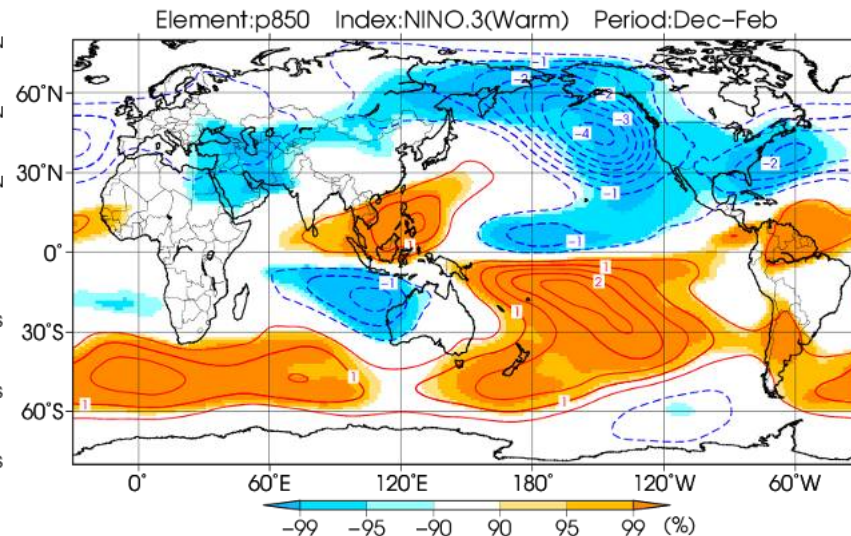 Element:p850 Index:NINO.3(Warm) Period:Dec-Feb
N
60°N
N
-1
-2
-3
-4
30°N
N
-1
-2
1
-1
0°
1
2
-1
1
30°S
S
1
60°S
S
1
1
1
S
0° 60°E 120°E 180° 120°W 60°W
-99 -95 -90 90 95 99 (%)